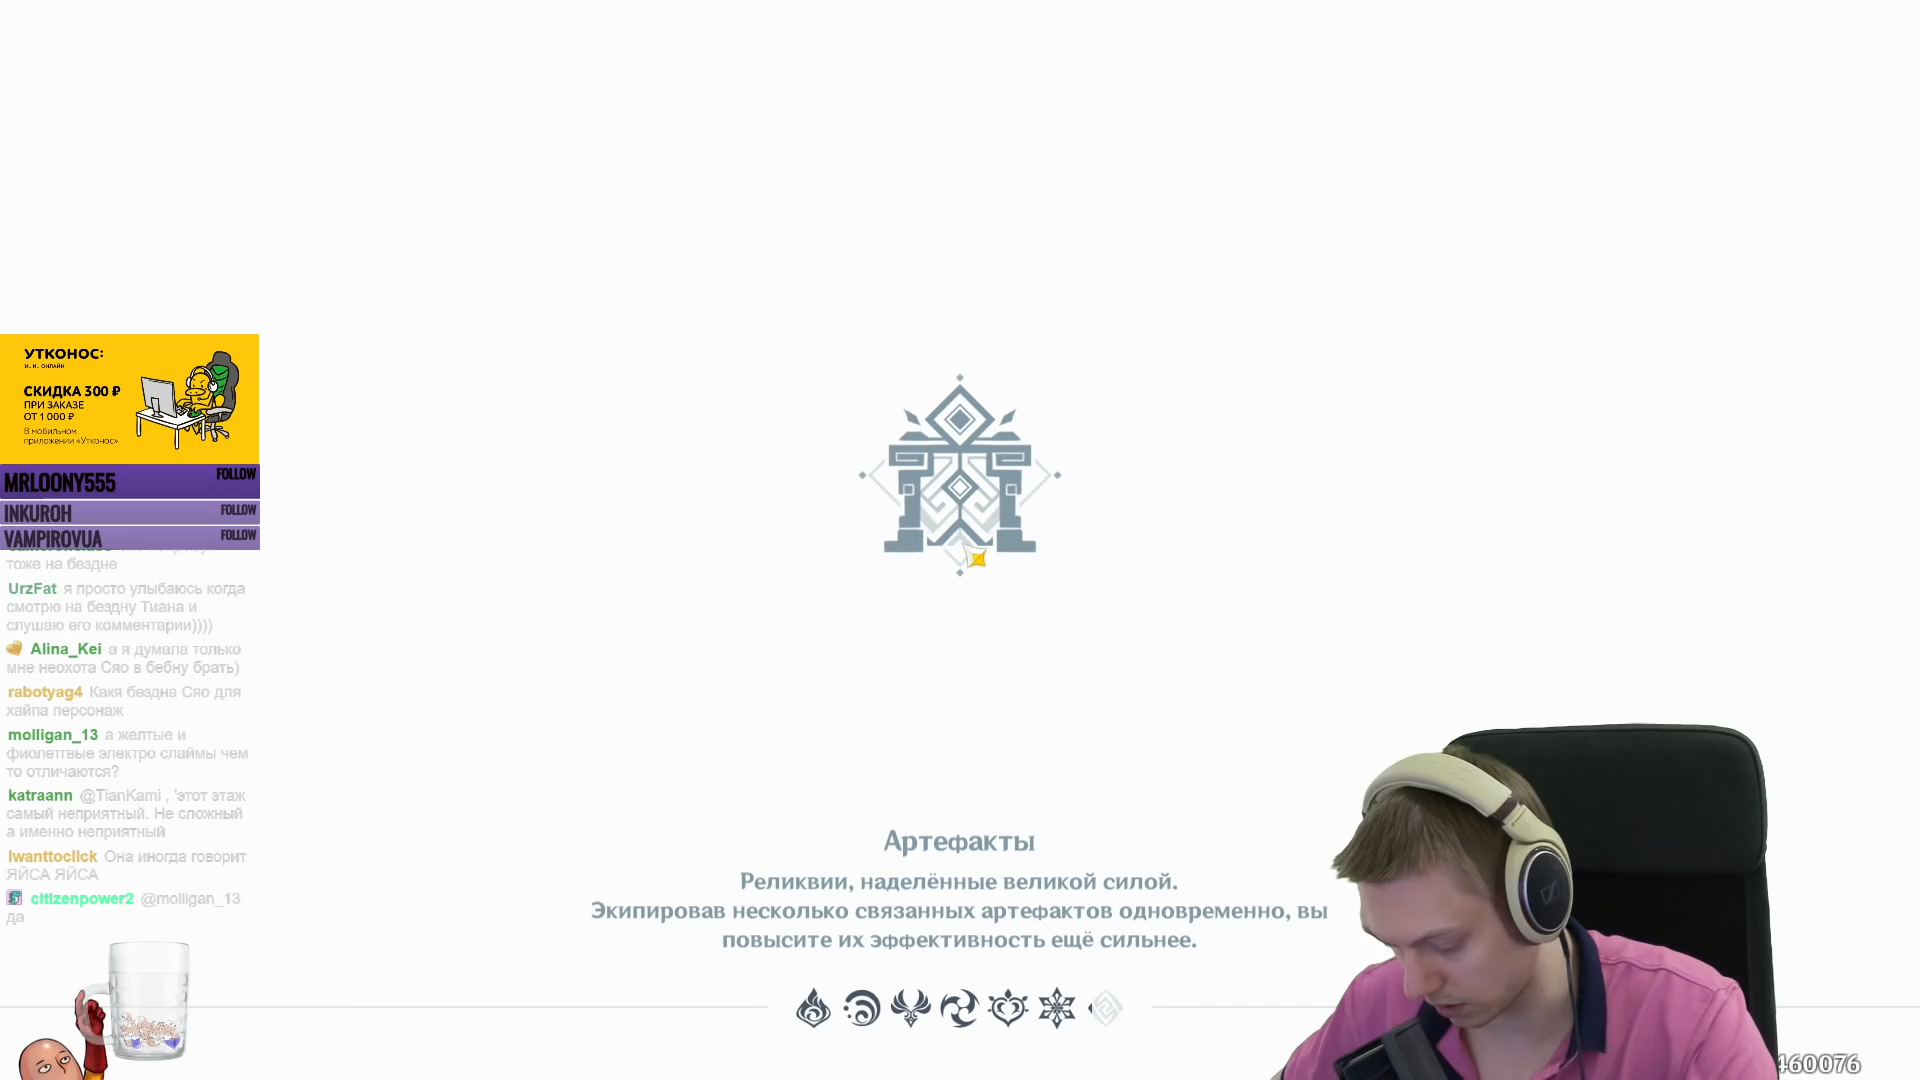 УТКОНОС:
И. И. ОНЛАЙН
СКИДКА 300 ₽
ПРИ ЗАКАЗЕ
ОТ 1 000 ₽
В мобильном
приложении «Утконос»
MRLOONY555 FOLLOW
INKUROH FOLLOW
VAMPIROVUA FOLLOW
тоже на бездне
UrzFat я просто улыбаюсь когда
смотрю на бездну Тиана и
слушаю его комментарии))))
Alina_Kei а я думала только
мне неохота Сяо в бебну брать)
rabotyag4 Какя бездна Сяо для
хайпа персонаж
molligan_13 а желтые и
фиолетгвые электро слаймы чем
то отличаются?
katraann @TianKami , 'этот этаж
самый неприятный. Не сложный
а именно неприятный
Iwanttoclick Она иногда говорит
ЯЙСА ЯЙСА
citizenpower2 @molligan_13
да
Артефакты
Реликвии, наделённые великой силой.
Экипировав несколько связанных артефактов одновременно, вы
повысите их эффективность ещё сильнее.
460076